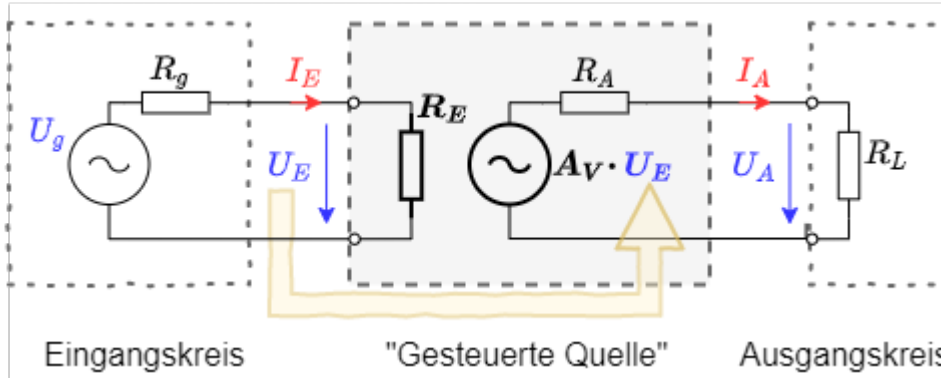 R_g
I_E
R_E
R_A
I_A
U_g
U_E
A_V · U_E
U_A
R_L
Eingangskreis
"Gesteuerte Quelle"
Ausgangskreis